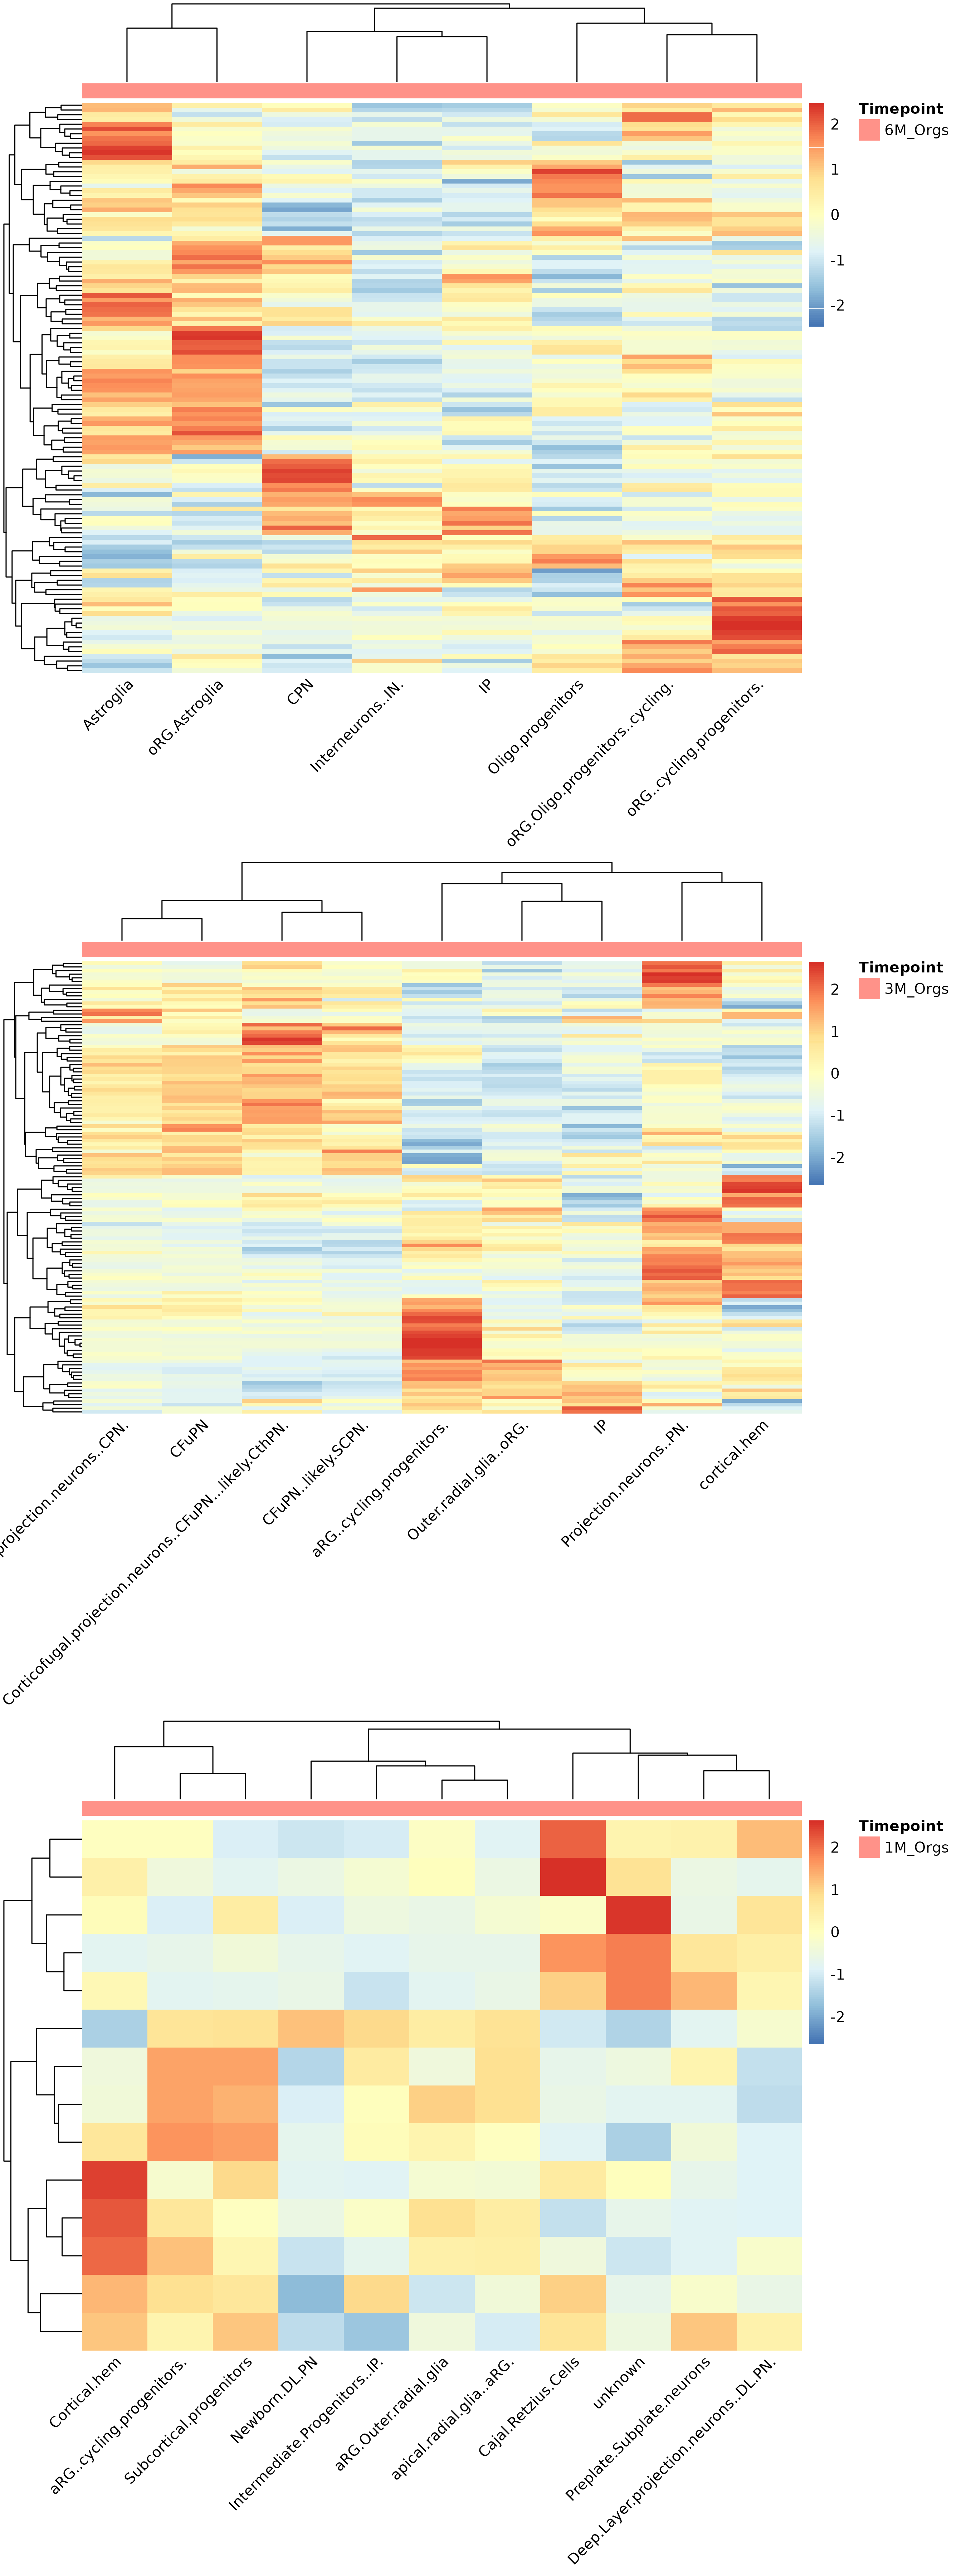 Timepoint
6M_Orgs
2
1
0
-1
-2
Astroglia
oRG.Astroglia
CPN
Interneurons..IN.
IP
Oligo.progenitors
oRG.Oligo.progenitors..cycling.
oRG..cycling.progenitors.
Timepoint
3M_Orgs
2
1
0
-1
-2
projection.neurons..CPN.
CFuPN
Corticofugal.projection.neurons..CFuPN...likely.CthPN.
CFuPN..likely.SCPN.
aRG..cycling.progenitors.
Outer.radial.glia..oRG.
IP
Projection.neurons..PN.
cortical.hem
Timepoint
1M_Orgs
2
1
0
-1
-2
Cortical.hem
aRG..cycling.progenitors.
Subcortical.progenitors
Newborn.DL.PN
Intermediate.Progenitors..IP.
aRG.Outer.radial.glia
apical.radial.glia..aRG.
Cajal.Retzius.Cells
unknown
Preplate.Subplate.neurons
Deep.Layer.projection.neurons..DL.PN.